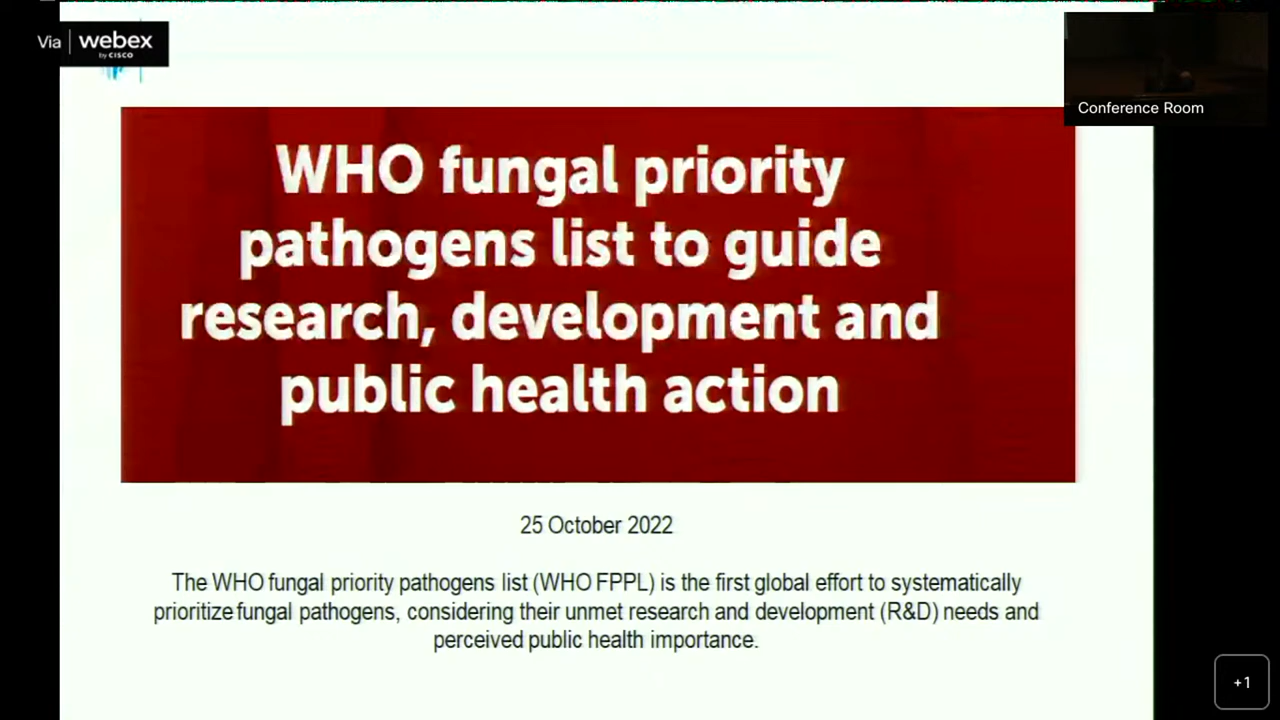 Via webex
by CISCO
Conference Room
WHO fungal priority
pathogens list to guide
research, development and
public health action
25 October 2022
The WHO fungal priority pathogens list (WHO FPPL) is the first global effort to systematically
prioritize fungal pathogens, considering their unmet research and development (R&D) needs and
perceived public health importance.
+1